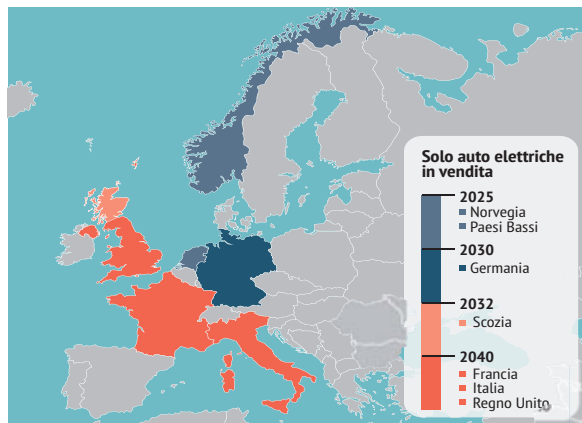 Solo auto elettriche
in vendita
2025
Norvegia
Paesi Bassi
2030
Germania
2032
Scozia
2040
Francia
Italia
Regno Unito